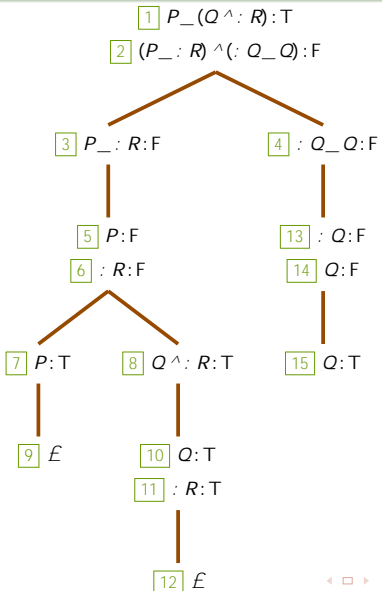 1 P_(Q^: R):T
2 (P_: R)^(: Q_Q):F
3 P_: R:F
4 : Q_Q:F
5 P:F
13 : Q:F
6 : R:F
14 Q:F
7 P:T
8 Q^: R:T
15 Q:T
9 £
10 Q:T
11 : R:T
12 £